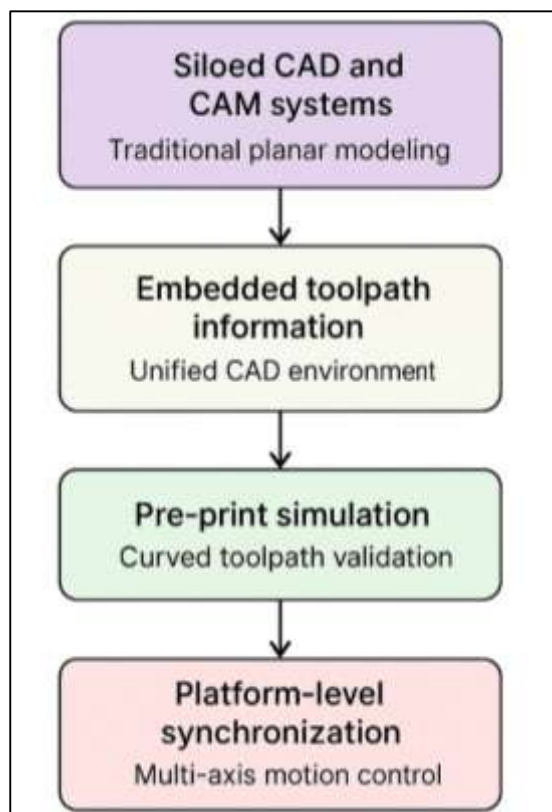 Siloed CAD and
CAM systems
Traditional planar modeling
Embedded toolpath
information
Unified CAD environment
Pre-print simulation
Curved toolpath validation
Platform-level
synchronization
Multi-axis motion control